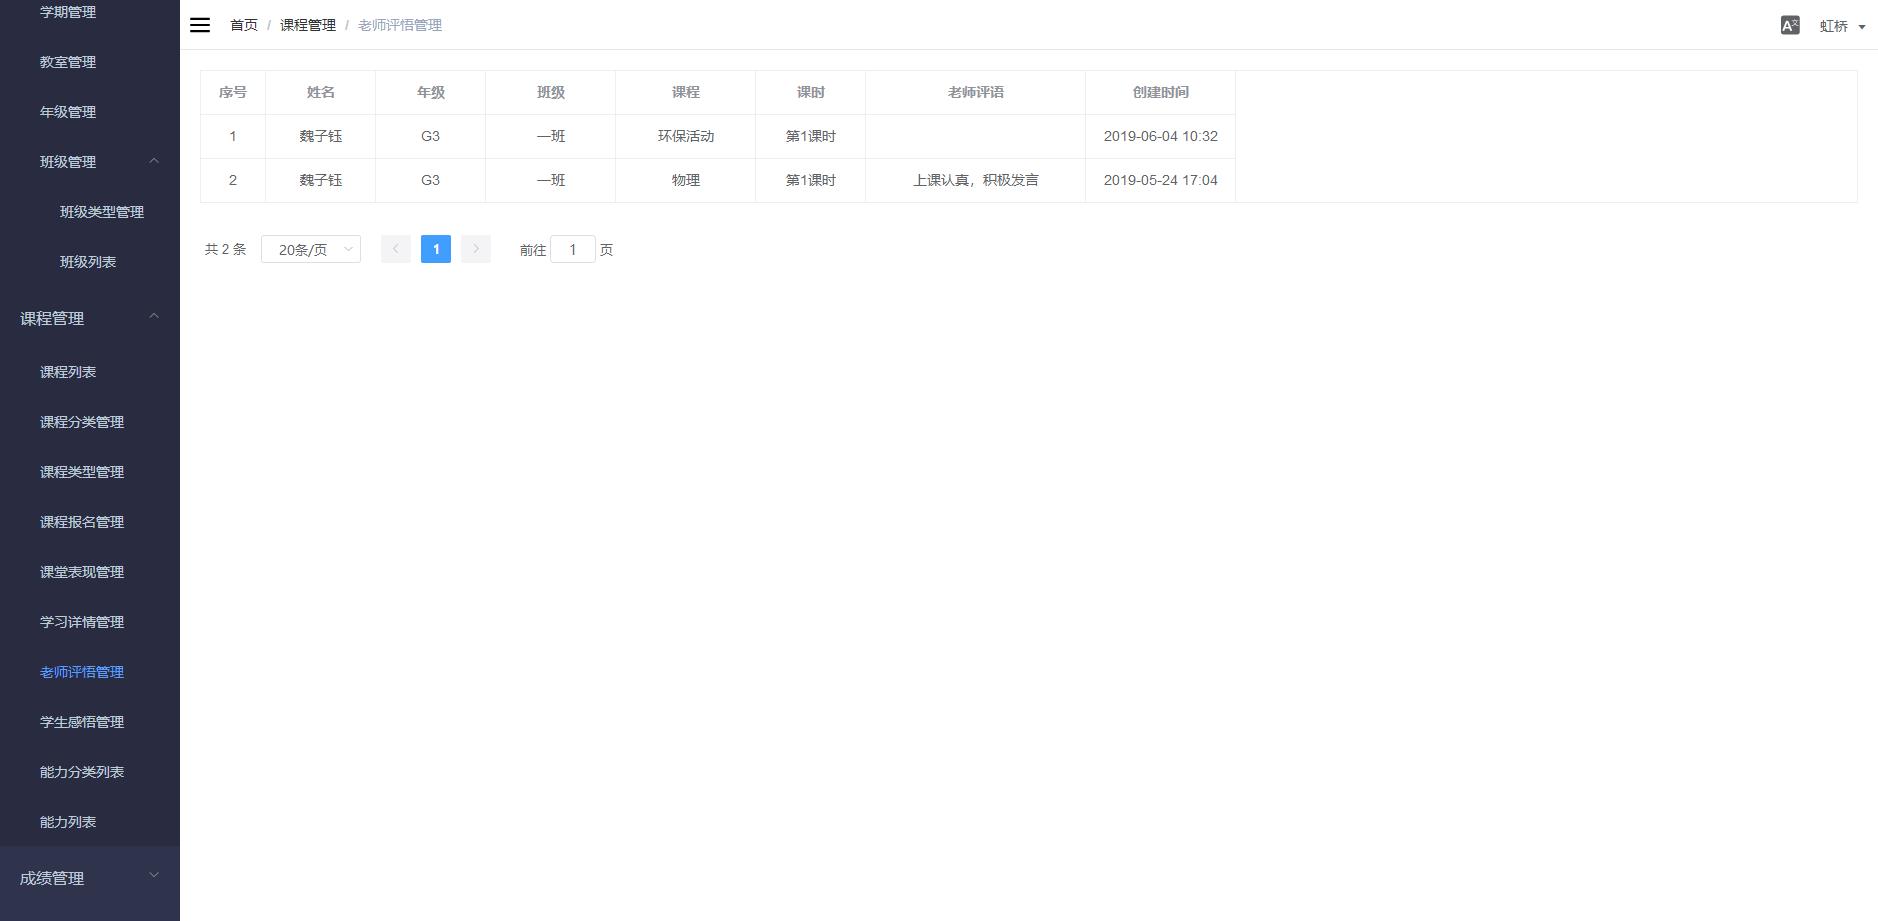 学期管理
教室管理
年级管理
班级管理
班级类型管理
班级列表
课程管理
课程列表
课程分类管理
课程类型管理
课程报名管理
课堂表现管理
学习详情管理
老师评悟管理
学生感悟管理
能力分类列表
能力列表
成绩管理
首页 / 课程管理 / 老师评悟管理
A文 虹桥
序号 姓名 年级 班级 课程 课时 老师评语 创建时间
1 魏子钰 G3 一班 环保活动 第1课时 2019-06-04 10:32
2 魏子钰 G3 一班 物理 第1课时 上课认真，积极发言 2019-05-24 17:04
共 2 条 20条/页 1 前往 1 页